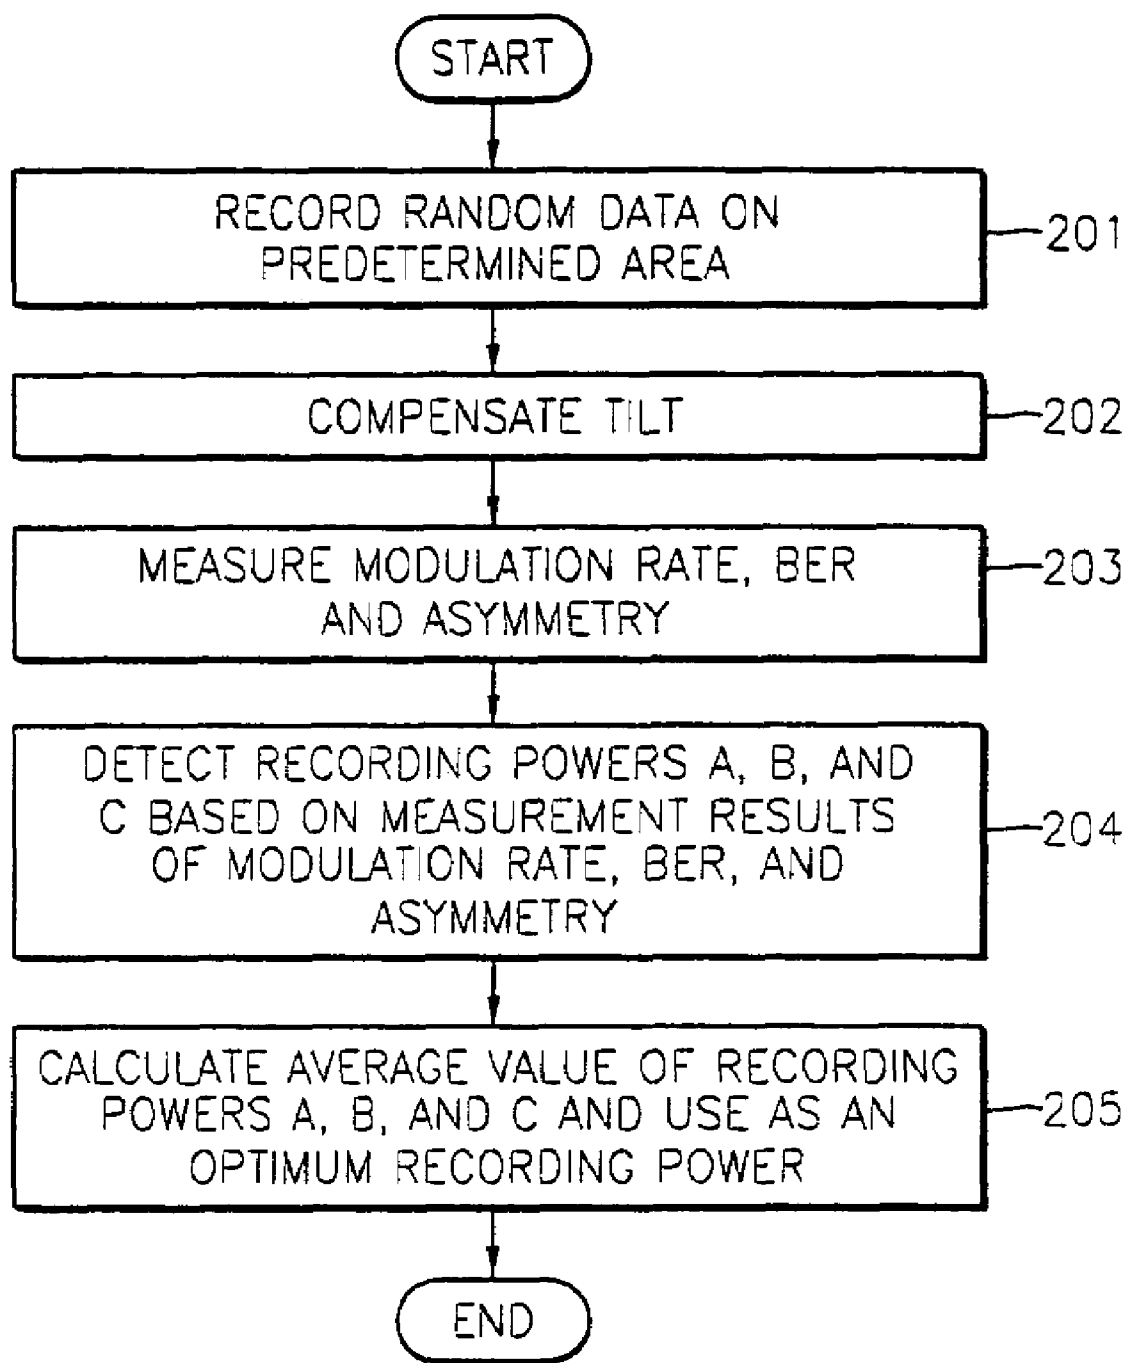 START
RECORD RANDOM DATA ON
PREDETERMINED AREA
201
COMPENSATE TILT
202
MEASURE MODULATION RATE, BER
AND ASYMMETRY
203
DETECT RECORDING POWERS A, B, AND
C BASED ON MEASUREMENT RESULTS
OF MODULATION RATE, BER, AND
ASYMMETRY
204
CALCULATE AVERAGE VALUE OF RECORDING
POWERS A, B, AND C AND USE AS AN
OPTIMUM RECORDING POWER
205
END